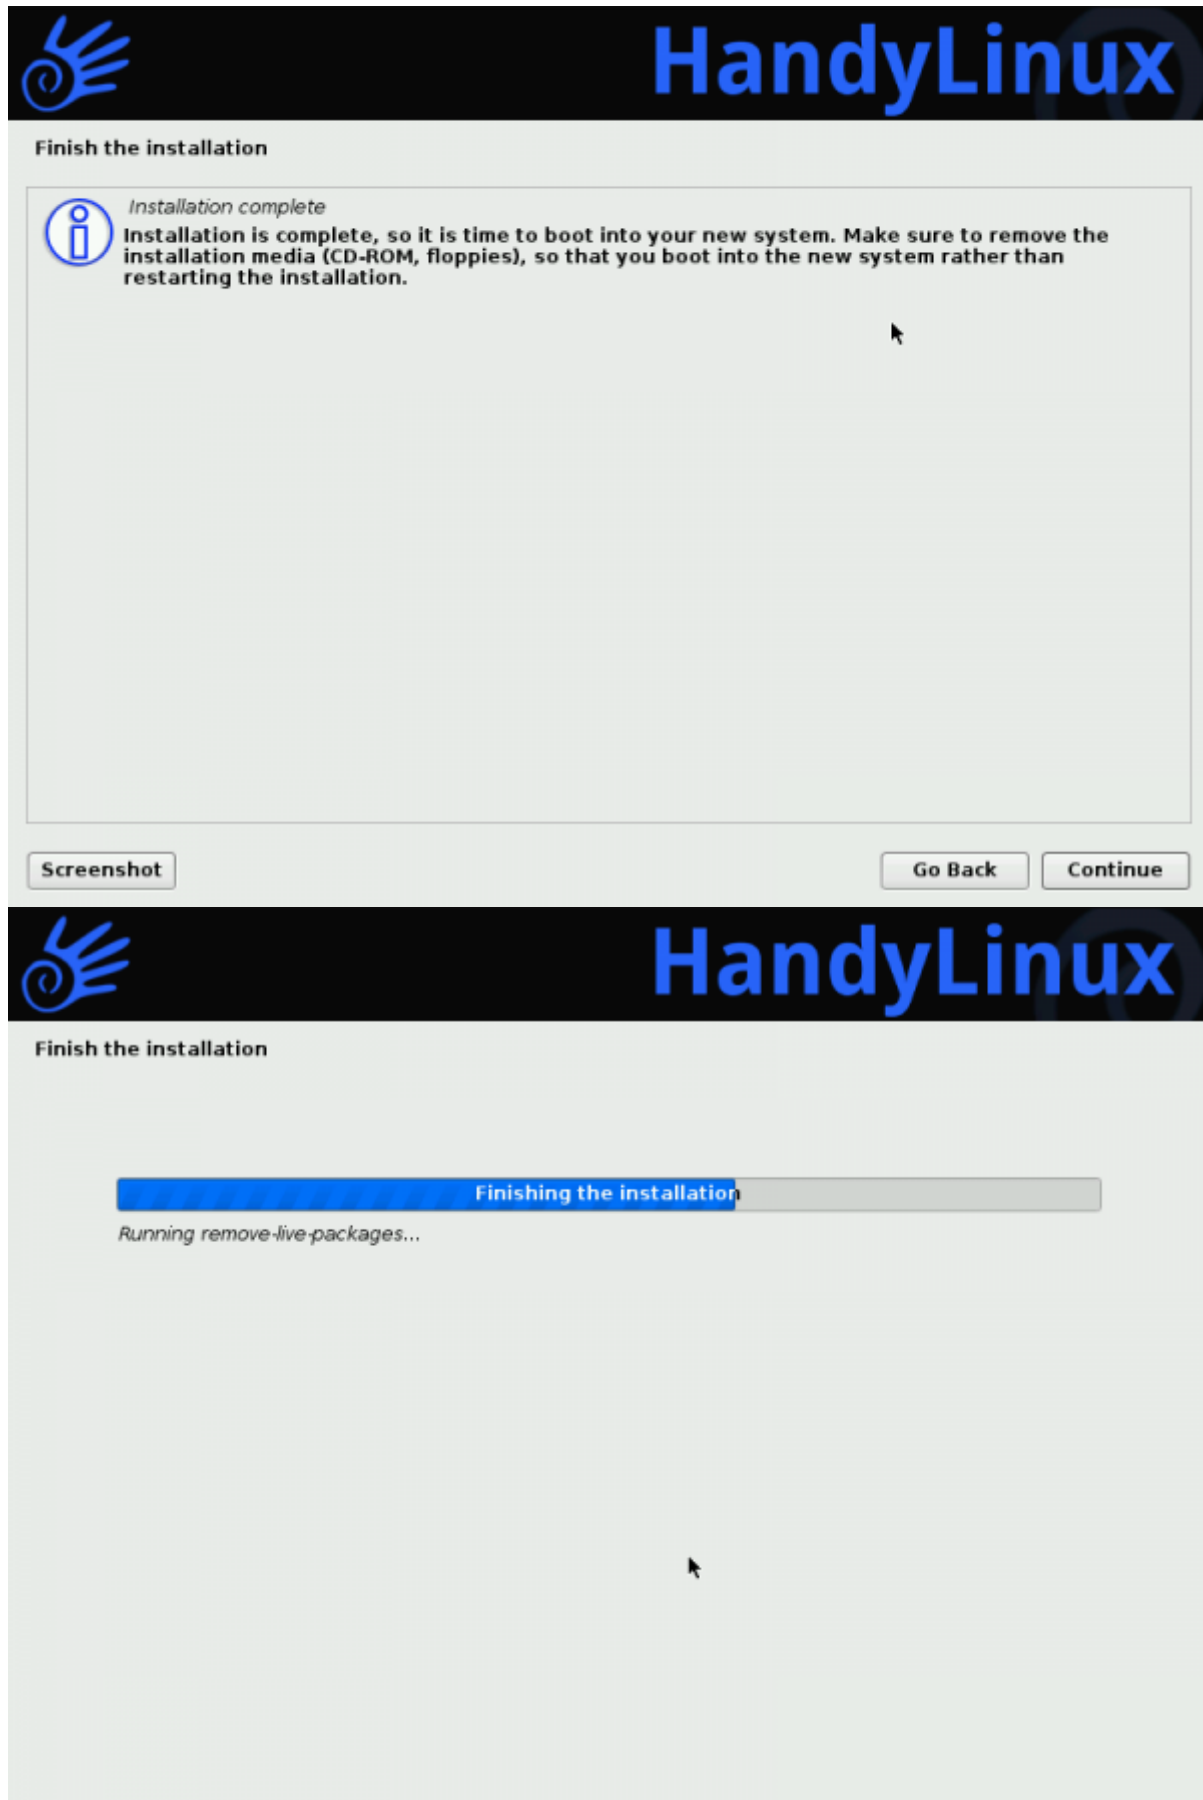 HandyLinux
Finish the installation
Installation complete
Installation is complete, so it is time to boot into your new system. Make sure to remove the
installation media (CD-ROM, floppies), so that you boot into the new system rather than
restarting the installation.
Screenshot
Go Back
Continue
HandyLinux
Finish the installation
Finishing the installation
Running remove-live-packages...